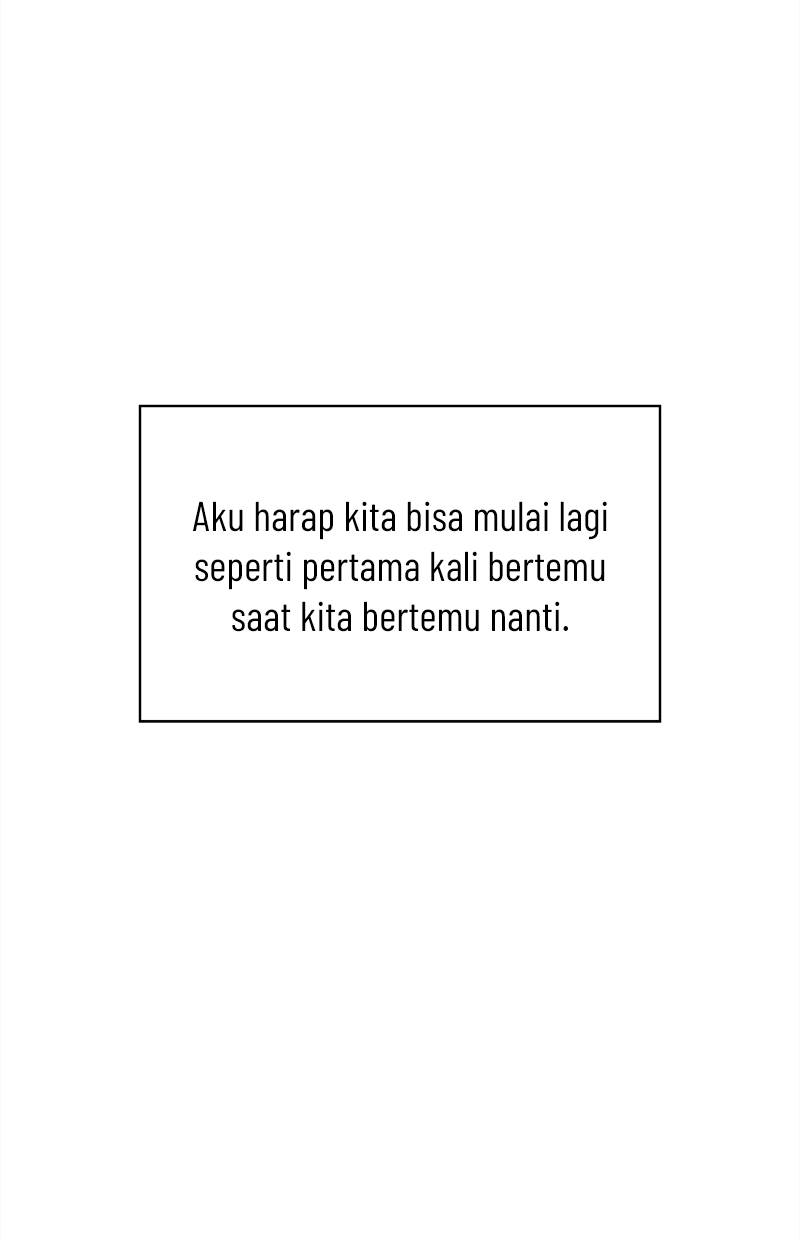 Aku harap kita bisa mulai lagi
seperti pertama kali bertemu
saat kita bertemu nanti.